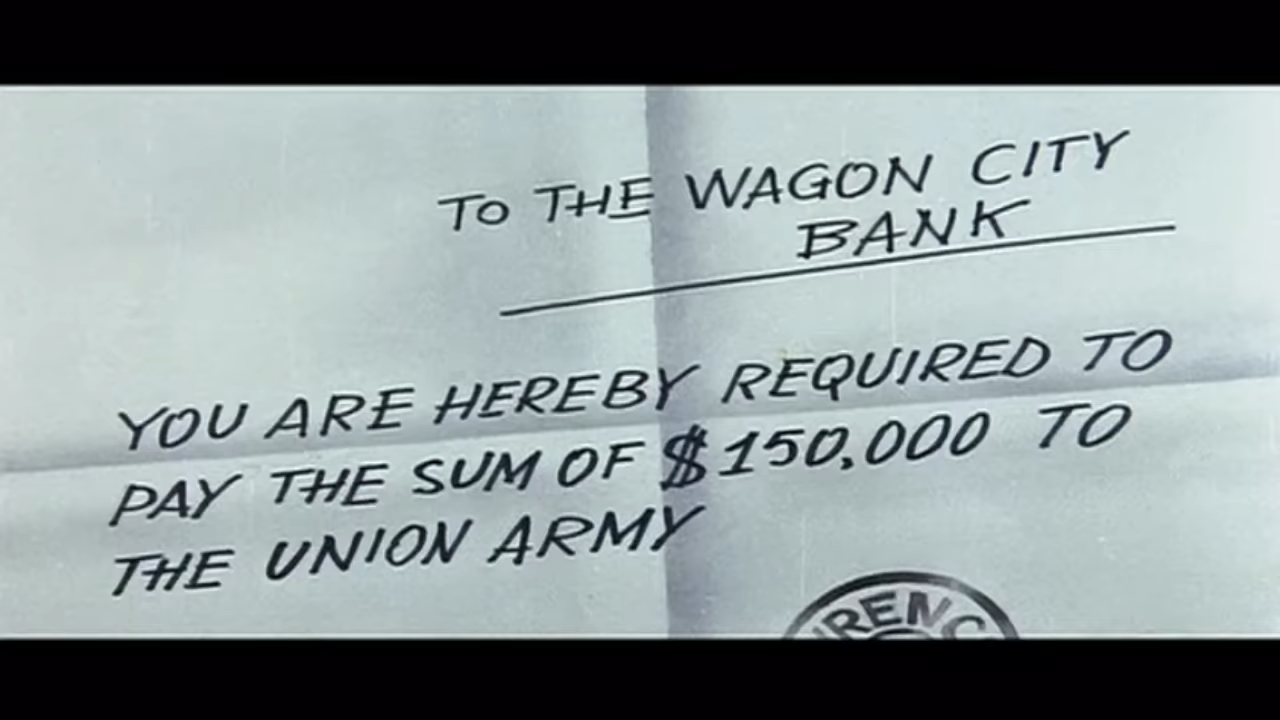 TO THE WAGON CITY
BANK
YOU ARE HEREBY REQUIRED TO
PAY THE SUM OF $150,000 TO
THE UNION ARMY